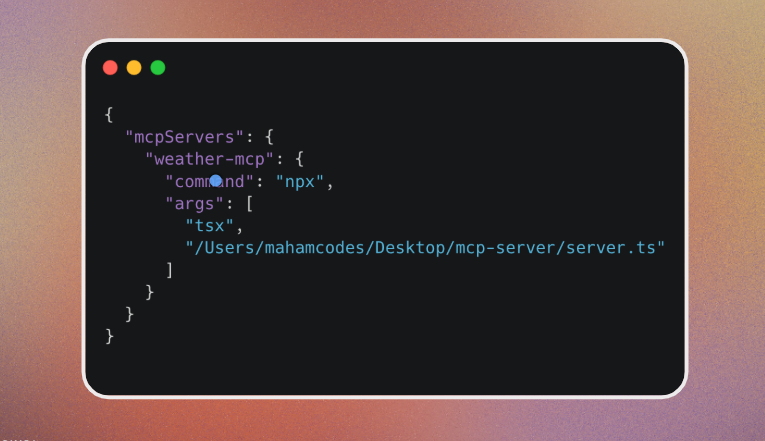 {
  "mcpServers": {
    "weather-mcp": {
      "command": "npx",
      "args": [
        "tsx",
        "/Users/mahamcodes/Desktop/mcp-server/server.ts"
      ]
    }
  }
}